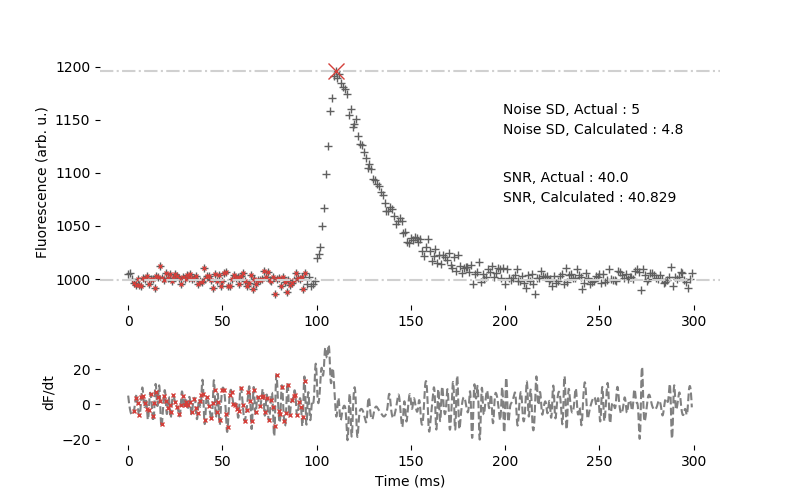 1200
1150
1100
1050
1000
Fluorescence (arb. u.)
Noise SD, Actual : 5
Noise SD, Calculated : 4.8
SNR, Actual : 40.0
SNR, Calculated : 40.829
0 50 100 150 200 250 300
20
0
−20
dF/dt
0 50 100 150 200 250 300
Time (ms)